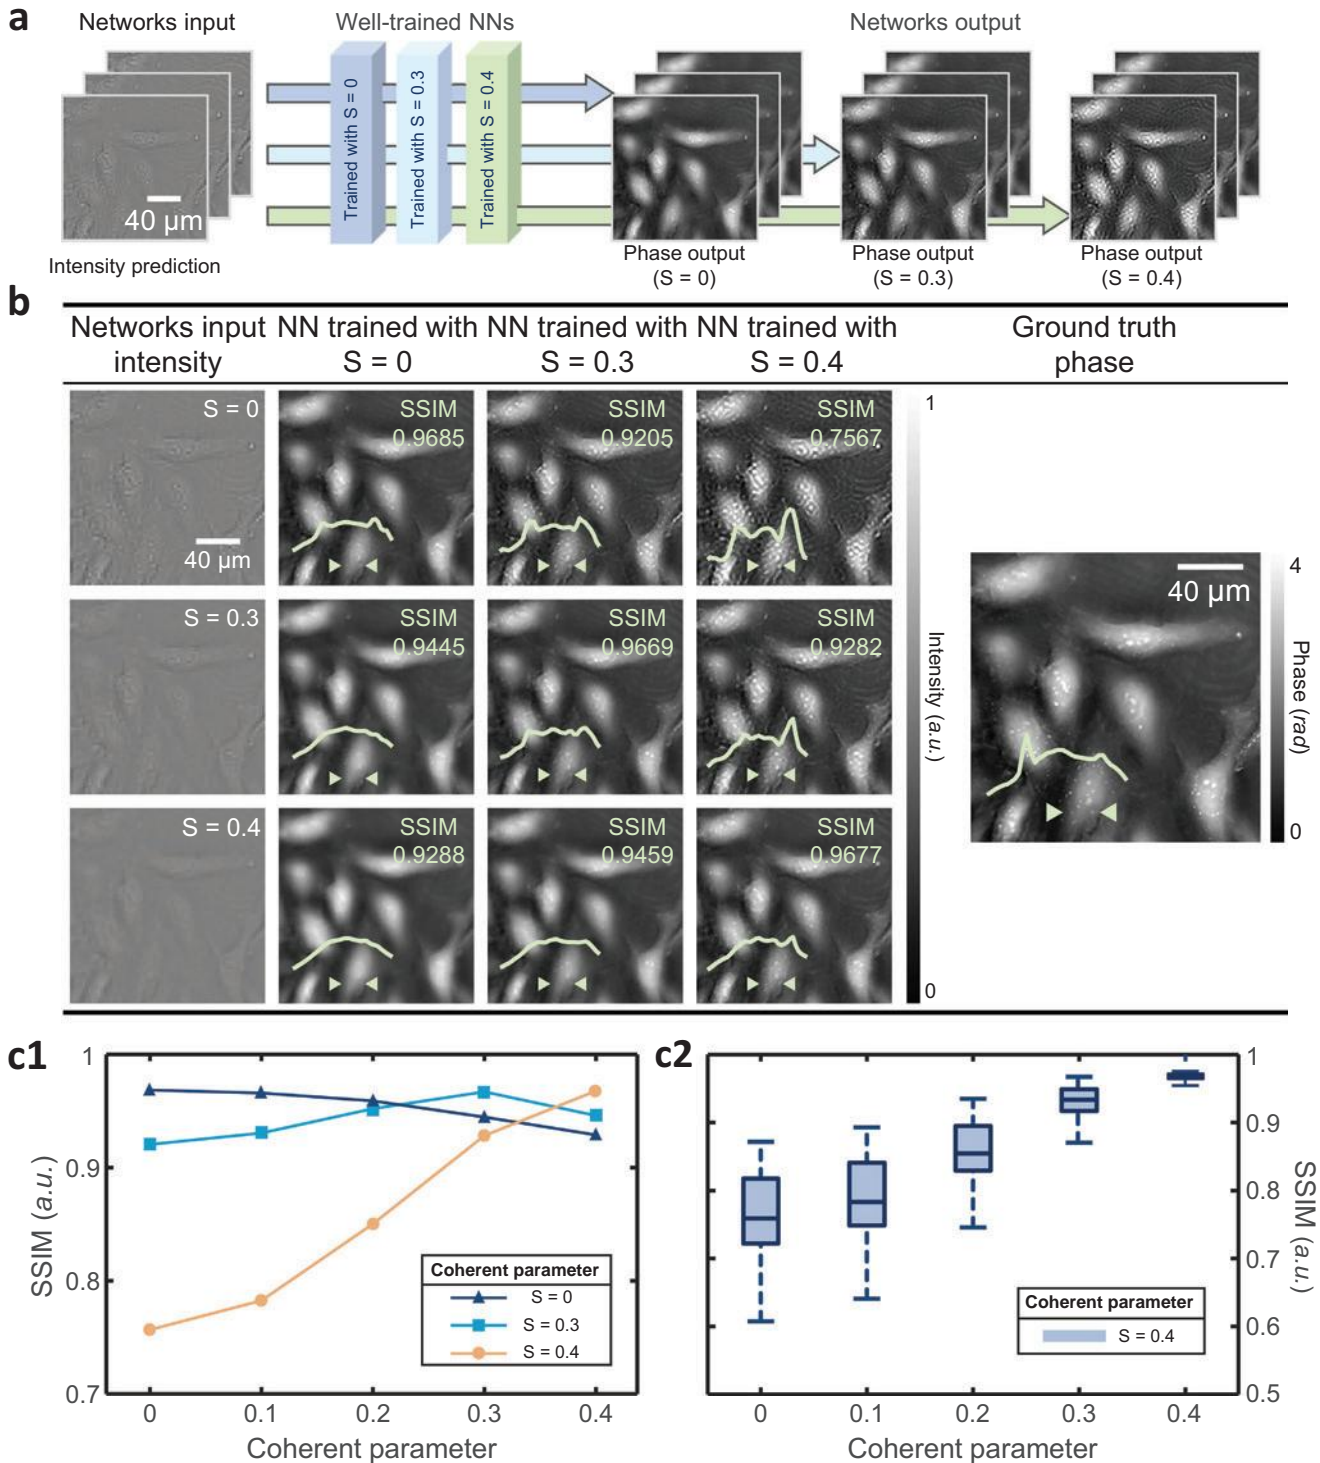 a
Networks input
Well-trained NNs
Networks output
Trained with S = 0
Trained with S = 0.3
Trained with S = 0.4
40 µm
Intensity prediction
Phase output
(S = 0)
Phase output
(S = 0.3)
Phase output
(S = 0.4)
b
Networks input
intensity
NN trained with
S = 0
NN trained with
S = 0.3
NN trained with
S = 0.4
Ground truth
phase
S = 0
40 µm
SSIM
0.9685
SSIM
0.9205
SSIM
0.7567
S = 0.3
SSIM
0.9445
SSIM
0.9669
SSIM
0.9282
S = 0.4
SSIM
0.9288
SSIM
0.9459
SSIM
0.9677
1
Intensity (a.u.)
0
40 µm
4
Phase (rad)
0
c1
1
0.9
0.8
0.7
SSIM (a.u.)
Coherent parameter
S = 0
S = 0.3
S = 0.4
0
0.1
0.2
0.3
0.4
Coherent parameter
c2
1
0.9
0.8
0.7
0.6
0.5
SSIM (a.u.)
Coherent parameter
S = 0.4
0
0.1
0.2
0.3
0.4
Coherent parameter